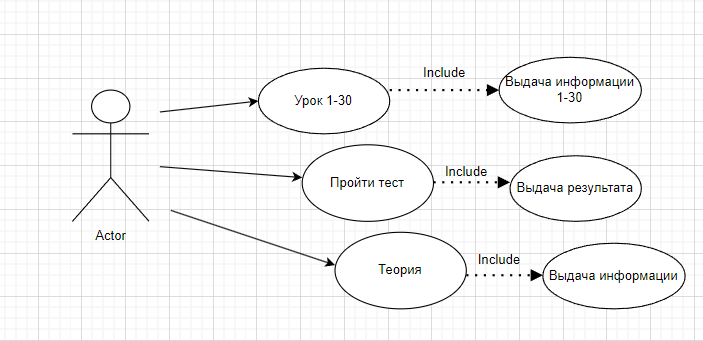 Include
Урок 1-30
Выдача информации
1-30
Include
Пройти тест
Выдача результата
Actor
Include
Теория
Выдача информации